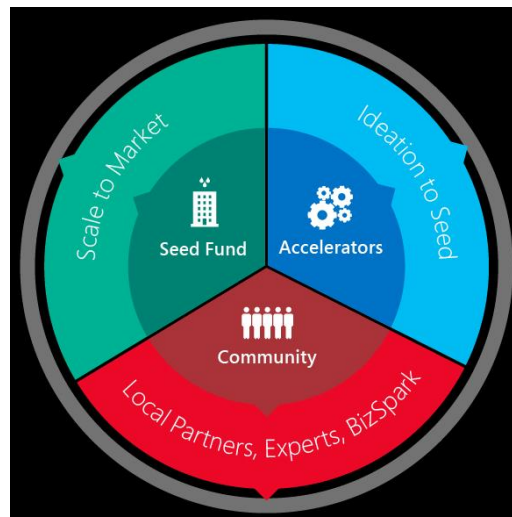 Scale to Market
Ideation to Seed
Seed Fund
Accelerators
Community
Local Partners, Experts, BizSpark